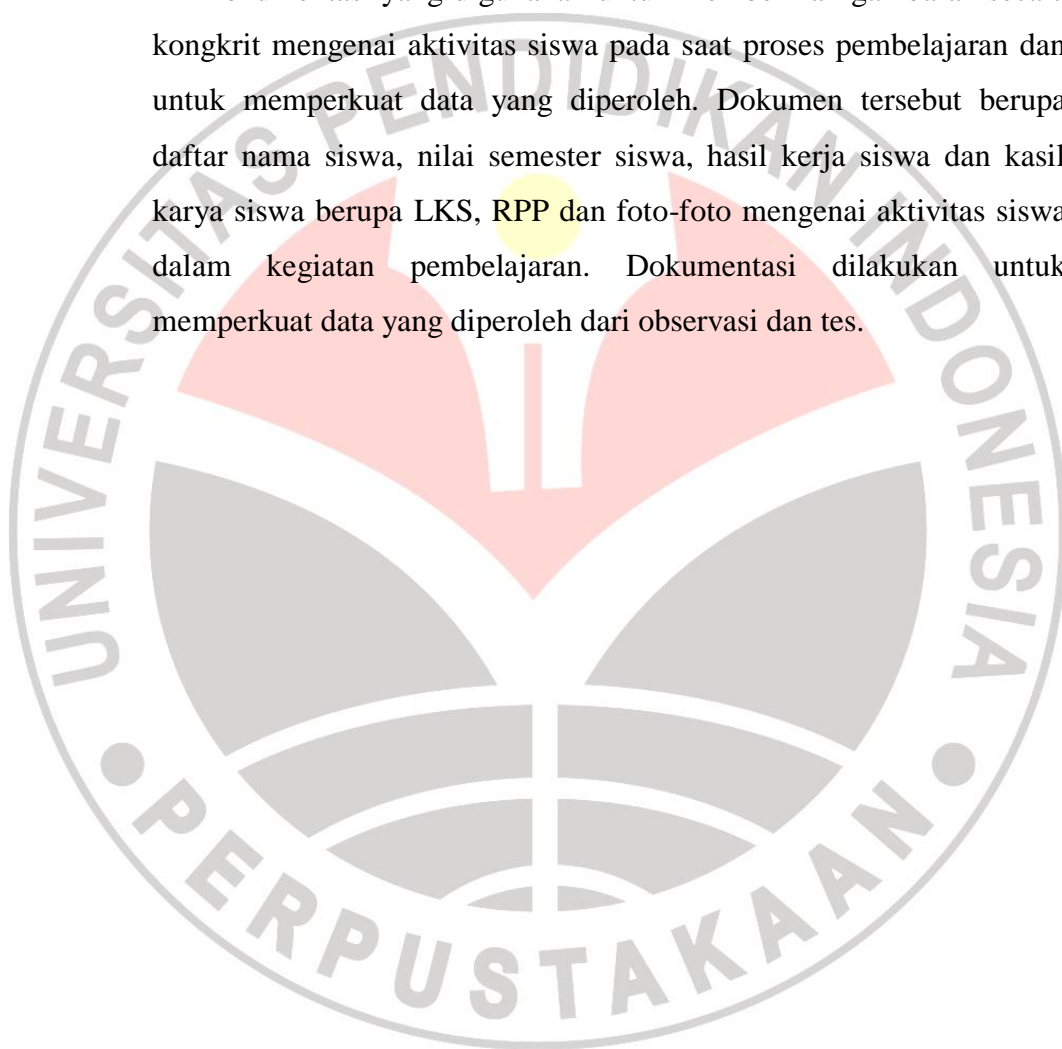 kongkrit mengenai aktivitas siswa pada saat proses pembelajaran dan
untuk memperkuat data yang diperoleh. Dokumen tersebut berupa
daftar nama siswa, nilai semester siswa, hasil kerja siswa dan kasil
karya siswa berupa LKS, RPP dan foto-foto mengenai aktivitas siswa
dalam kegiatan pembelajaran. Dokumentasi dilakukan untuk
memperkuat data yang diperoleh dari observasi dan tes.
UNIVERSITAS PENDIDIKAN INDONESIA
PERPUSTAKAAN